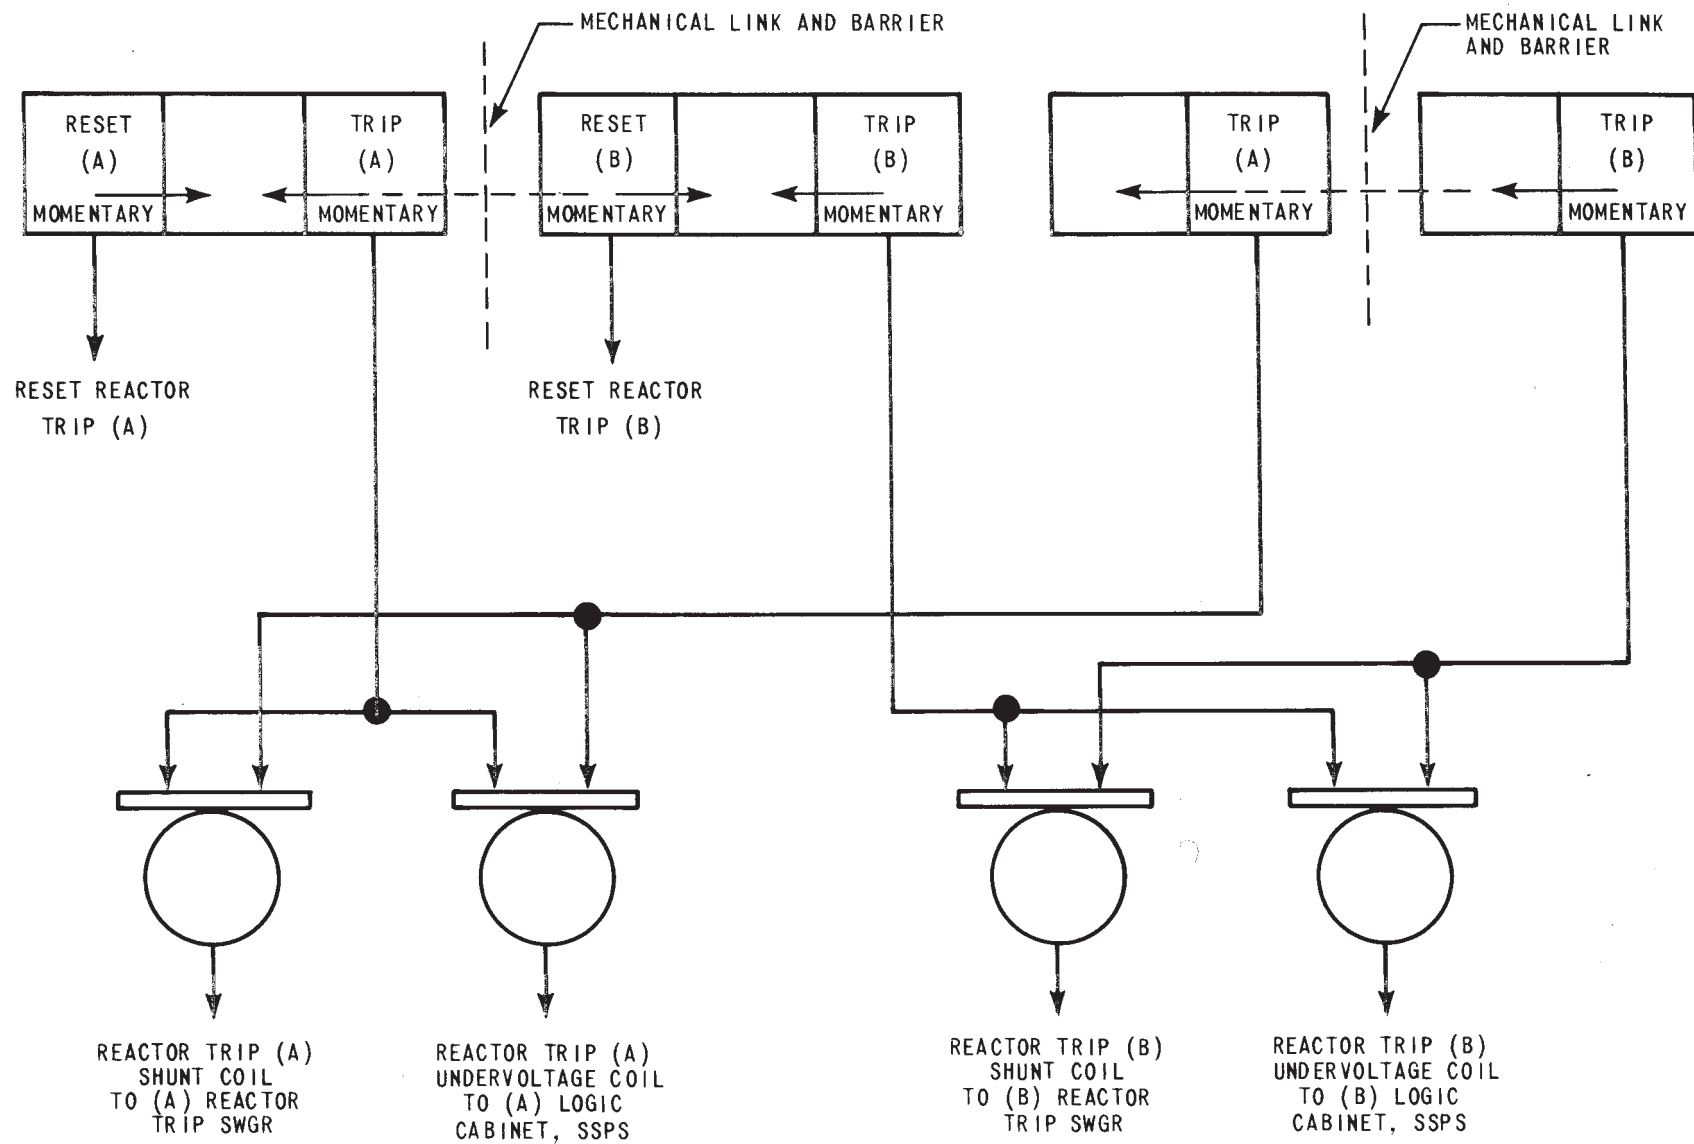 MECHANICAL LINK AND BARRIER
MECHANICAL LINK
AND BARRIER
RESET
(A)
MOMENTARY
TRIP
(A)
MOMENTARY
RESET
(B)
MOMENTARY
TRIP
(B)
MOMENTARY
TRIP
(A)
MOMENTARY
TRIP
(B)
MOMENTARY
RESET REACTOR
TRIP (A)
RESET REACTOR
TRIP (B)
REACTOR TRIP (A)
SHUNT COIL
TO (A) REACTOR
TRIP SWGR
REACTOR TRIP (A)
UNDERVOLTAGE COIL
TO (A) LOGIC
CABINET, SSPS
REACTOR TRIP (B)
SHUNT COIL
TO (B) REACTOR
TRIP SWGR
REACTOR TRIP (B)
UNDERVOLTAGE COIL
TO (B) LOGIC
CABINET, SSPS